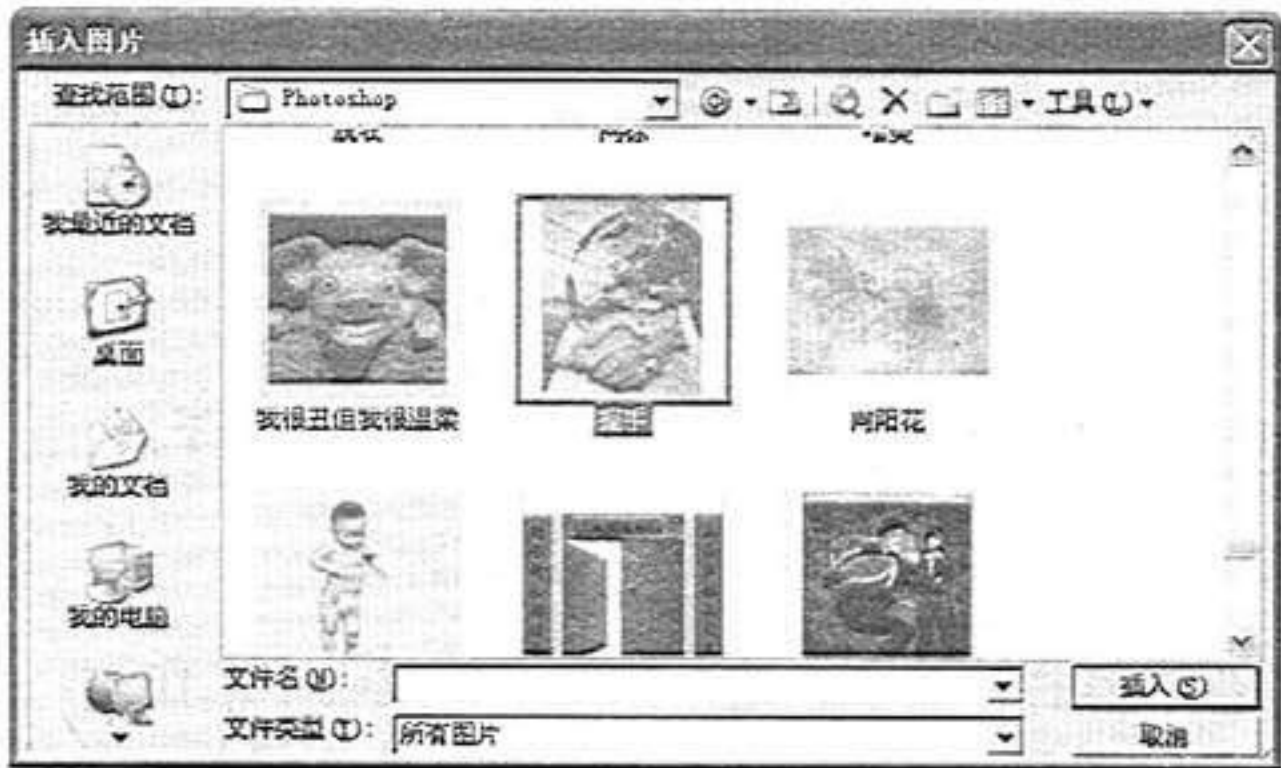 插入图片
查找范围(I):
Photoshop
工具(L)
我最近的文档
桌面
我的文档
我的电脑
我很丑但我很温柔
向阳花
文件名(N):
插入(S)
文件类型(T):
所有图片
取消